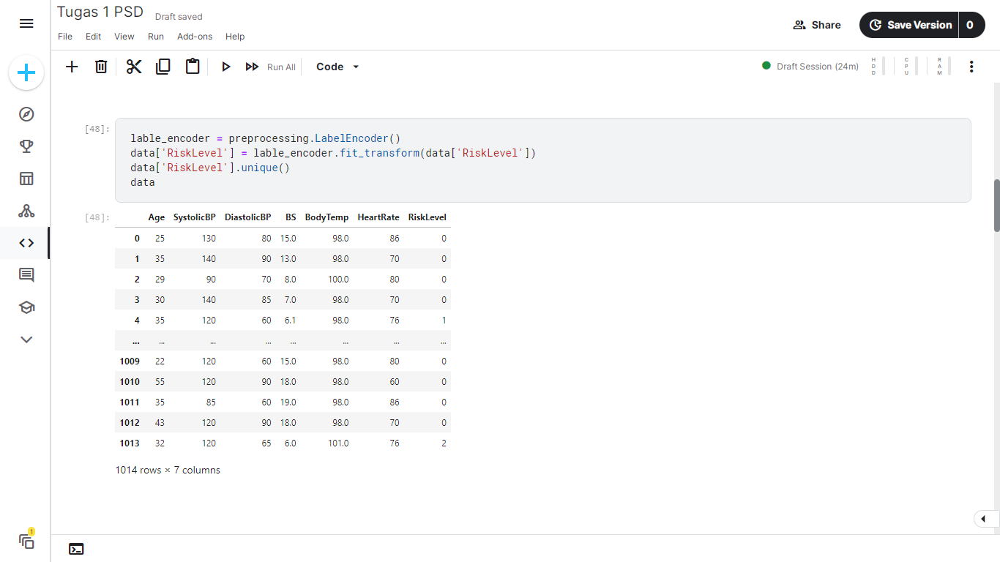 Tugas 1 PSD Draft saved
File Edit View Run Add-ons Help
Share
Save Version 0
Run All Code
Draft Session (24m)
HDD
CPU
RAM
[48]:
lable_encoder = preprocessing.LabelEncoder()
data['RiskLevel'] = lable_encoder.fit_transform(data['RiskLevel'])
data['RiskLevel'].unique()
data
[48]:
Age SystolicBP DiastolicBP BS BodyTemp HeartRate RiskLevel
0 25 130 80 15.0 98.0 86 0
1 35 140 90 13.0 98.0 70 0
2 29 90 70 8.0 100.0 80 0
3 30 140 85 7.0 98.0 70 0
4 35 120 60 6.1 98.0 76 1
... ... ... ... ... ... ... ...
1009 22 120 60 15.0 98.0 80 0
1010 55 120 90 18.0 98.0 60 0
1011 35 85 60 19.0 98.0 86 0
1012 43 120 90 18.0 98.0 70 0
1013 32 120 65 6.0 101.0 76 2
1014 rows × 7 columns
1